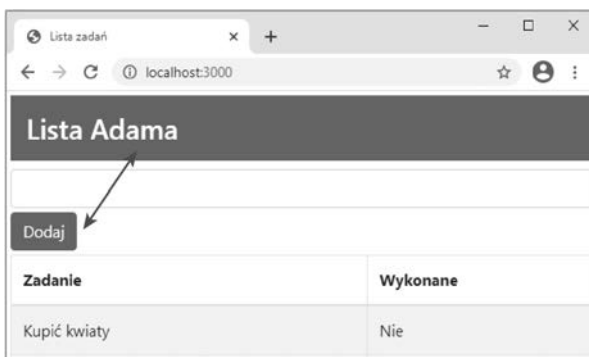 Lista zadań
localhost:3000
Lista Adama
Dodaj
Zadanie Wykonane
Kupić kwiaty Nie